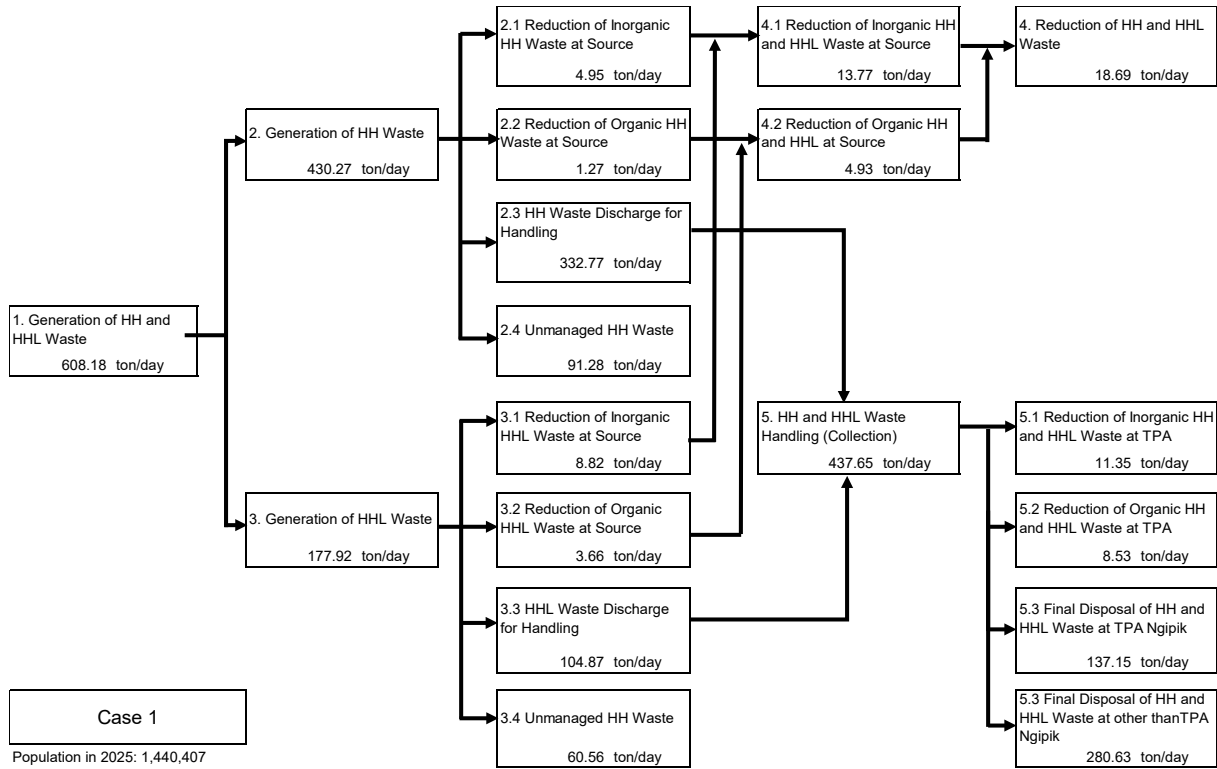 1. Generation of HH and
HHL Waste
608.18 ton/day
2. Generation of HH Waste
430.27 ton/day
3. Generation of HHL Waste
177.92 ton/day
2.1 Reduction of Inorganic
HH Waste at Source
4.95 ton/day
2.2 Reduction of Organic HH
Waste at Source
1.27 ton/day
2.3 HH Waste Discharge for
Handling
332.77 ton/day
2.4 Unmanaged HH Waste
91.28 ton/day
3.1 Reduction of Inorganic
HHL Waste at Source
8.82 ton/day
3.2 Reduction of Organic
HHL Waste at Source
3.66 ton/day
3.3 HHL Waste Discharge
for Handling
104.87 ton/day
3.4 Unmanaged HH Waste
60.56 ton/day
4.1 Reduction of Inorganic HH
and HHL Waste at Source
13.77 ton/day
4.2 Reduction of Organic HH
and HHL at Source
4.93 ton/day
4. Reduction of HH and HHL
Waste
18.69 ton/day
5. HH and HHL Waste
Handling (Collection)
437.65 ton/day
5.1 Reduction of Inorganic HH
and HHL Waste at TPA
11.35 ton/day
5.2 Reduction of Organic HH
and HHL Waste at TPA
8.53 ton/day
5.3 Final Disposal of HH and
HHL Waste at TPA Ngipik
137.15 ton/day
5.3 Final Disposal of HH and
HHL Waste at other thanTPA
Ngipik
280.63 ton/day
Case 1
Population in 2025: 1,440,407